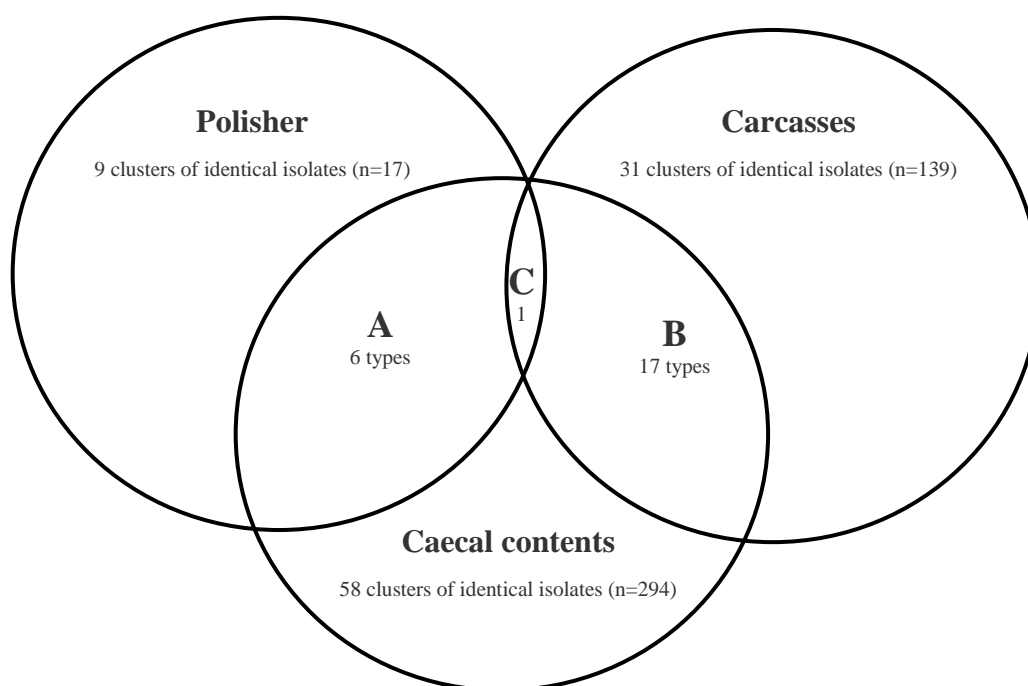 Polisher
9 clusters of identical isolates (n=17)
Carcasses
31 clusters of identical isolates (n=139)
C
1
A
6 types
B
17 types
Caecal contents
58 clusters of identical isolates (n=294)